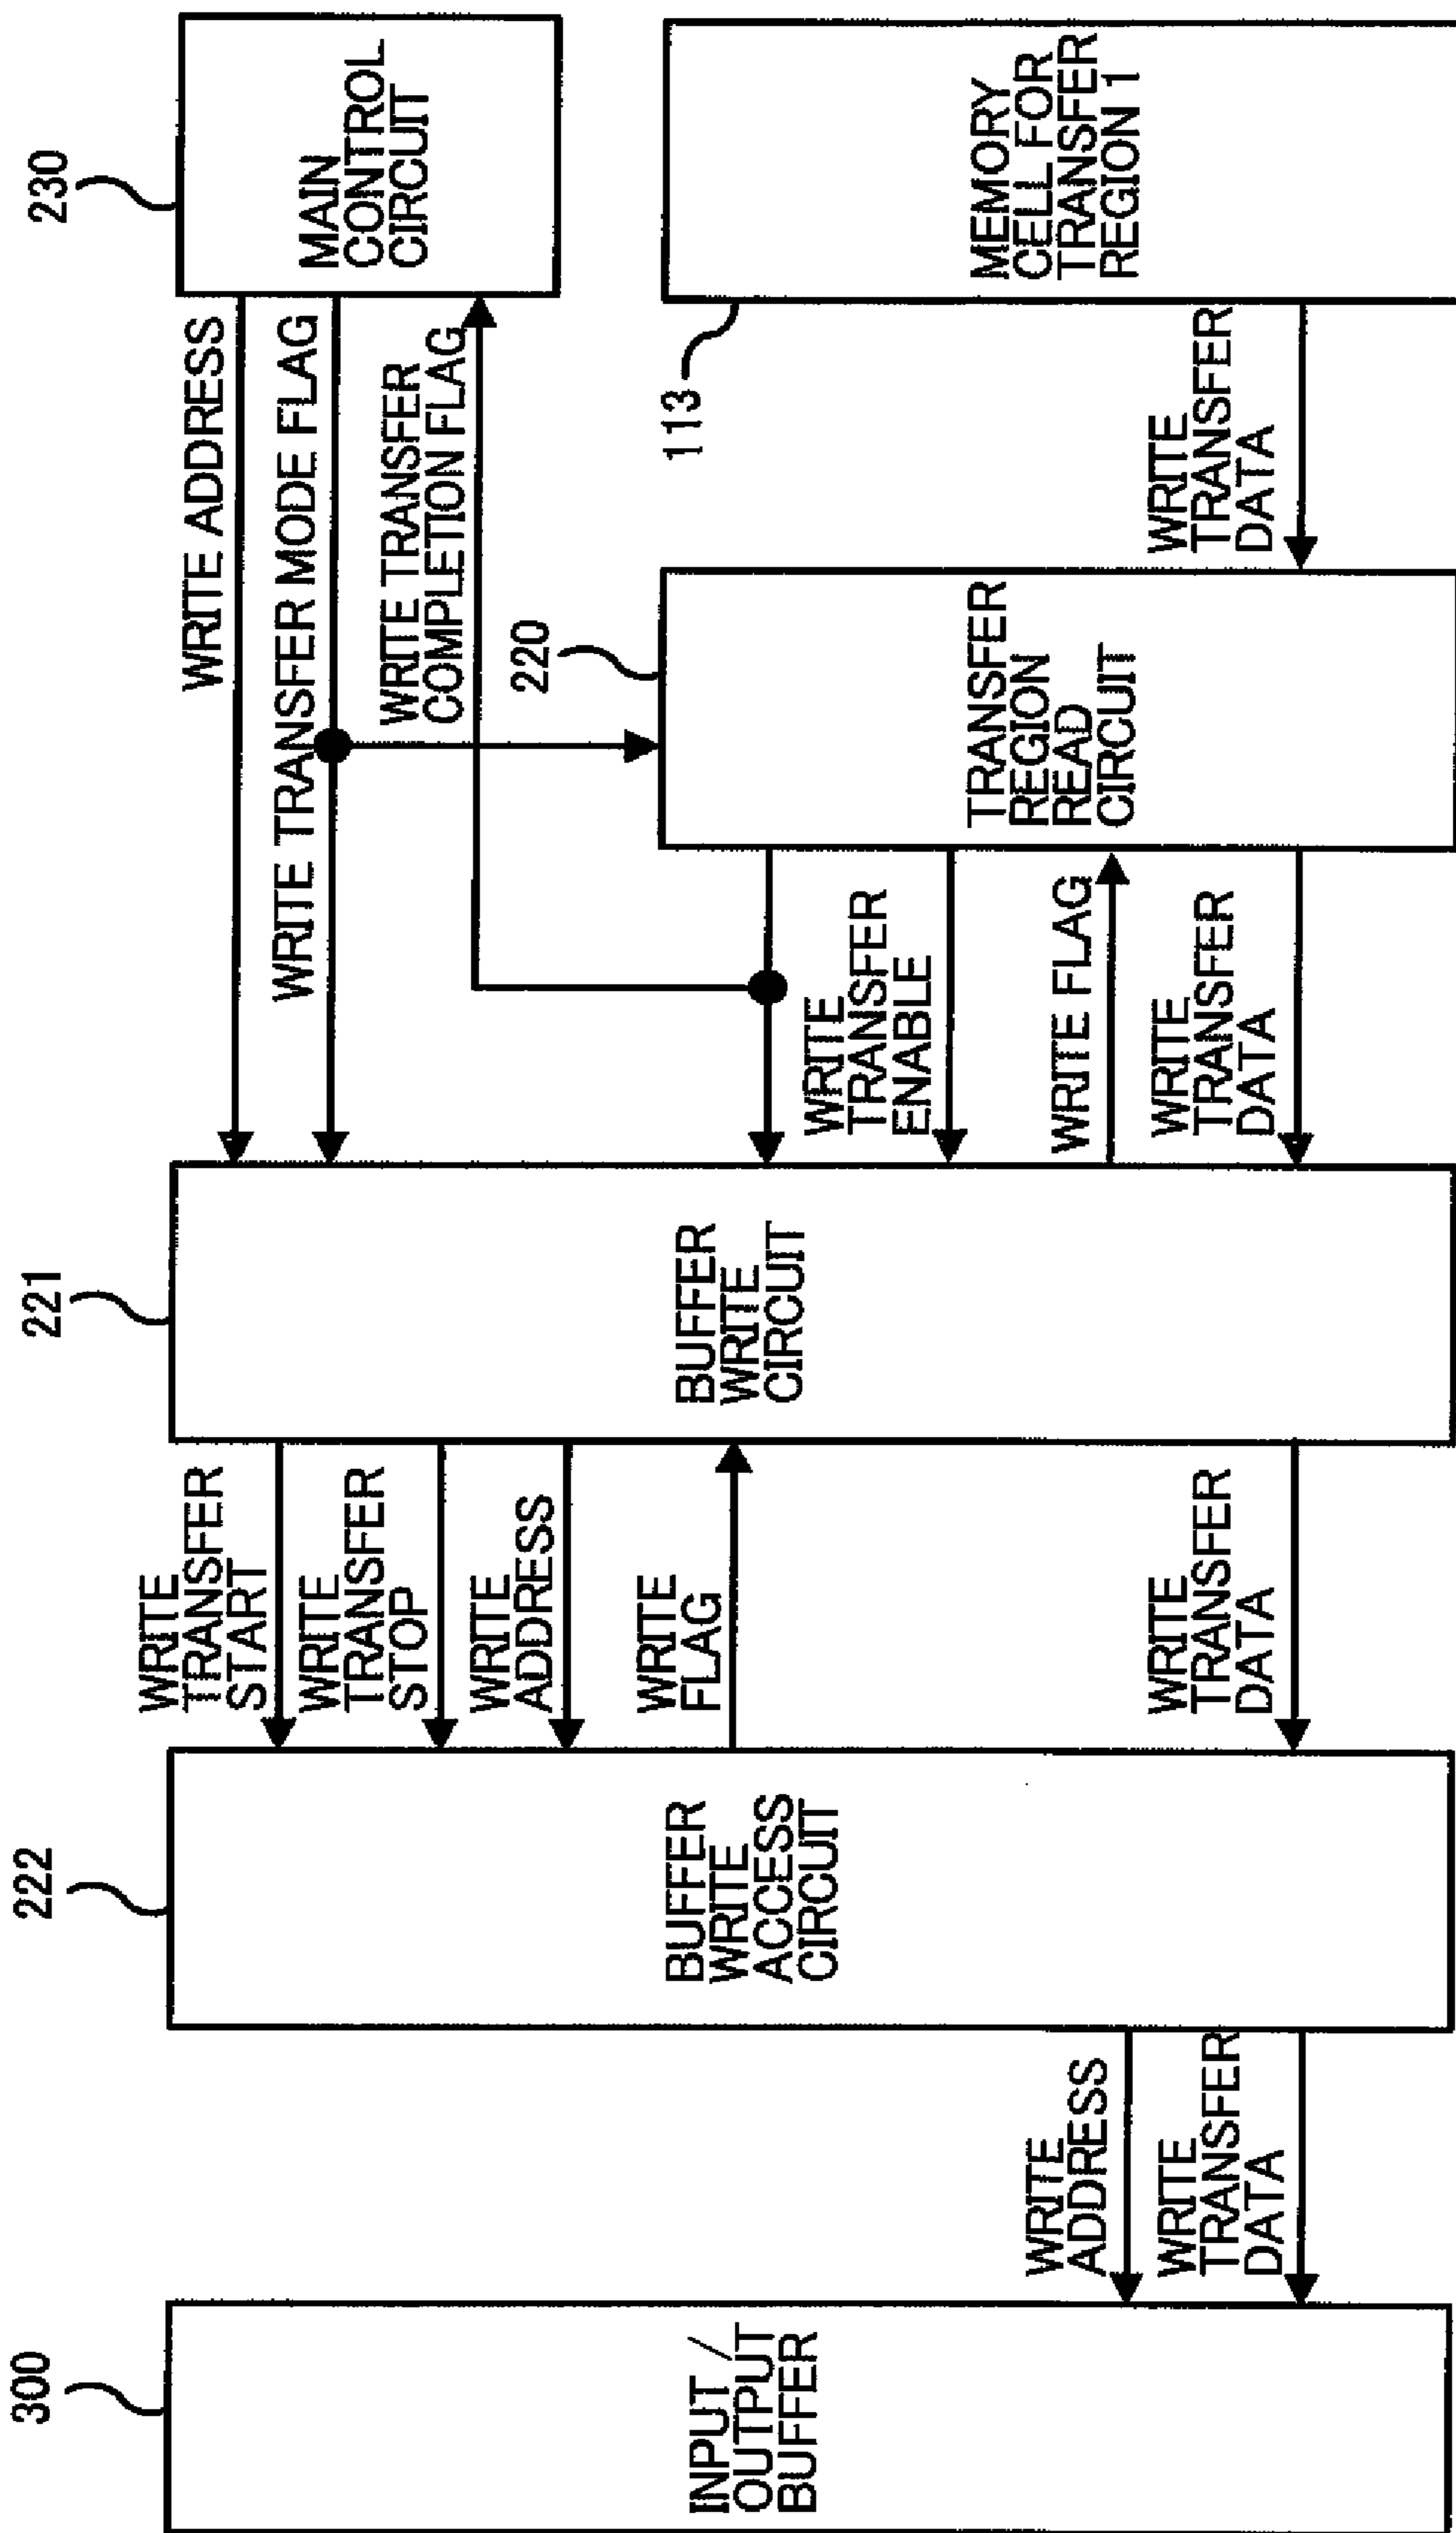 300
INPUT /
OUTPUT
BUFFER
222
BUFFER
WRITE
ACCESS
CIRCUIT
221
BUFFER
WRITE
CIRCUIT
230
MAIN
CONTROL
CIRCUIT
220
TRANSFER
REGION
READ
CIRCUIT
113
MEMORY
CELL FOR
TRANSFER
REGION 1
WRITE
ADDRESS
WRITE
TRANSFER
DATA
WRITE
TRANSFER
START
WRITE
TRANSFER
STOP
WRITE
ADDRESS
WRITE
FLAG
WRITE
TRANSFER
DATA
WRITE ADDRESS
WRITE TRANSFER MODE FLAG
WRITE TRANSFER
COMPLETION FLAG
WRITE
TRANSFER
ENABLE
WRITE FLAG
WRITE
TRANSFER
DATA
WRITE
TRANSFER
DATA